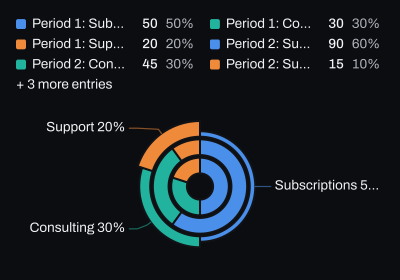 Period 1: Sub... 50 50% Period 1: Co... 30 30%
Period 1: Sup... 20 20% Period 2: Su... 90 60%
Period 2: Con... 45 30% Period 2: Su... 15 10%
+ 3 more entries
Support 20%
Subscriptions 5...
Consulting 30%